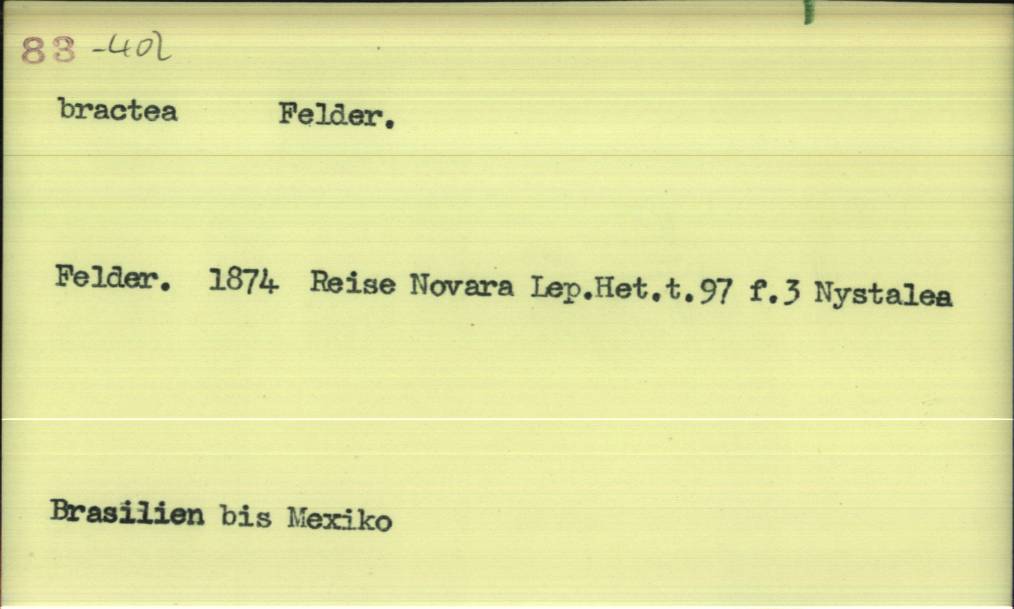 83 -402
bractea Felder.
Felder. 1874 Reise Novara Lep.Het.t.97 f.3 Nystalea
Brasilien bis Mexiko